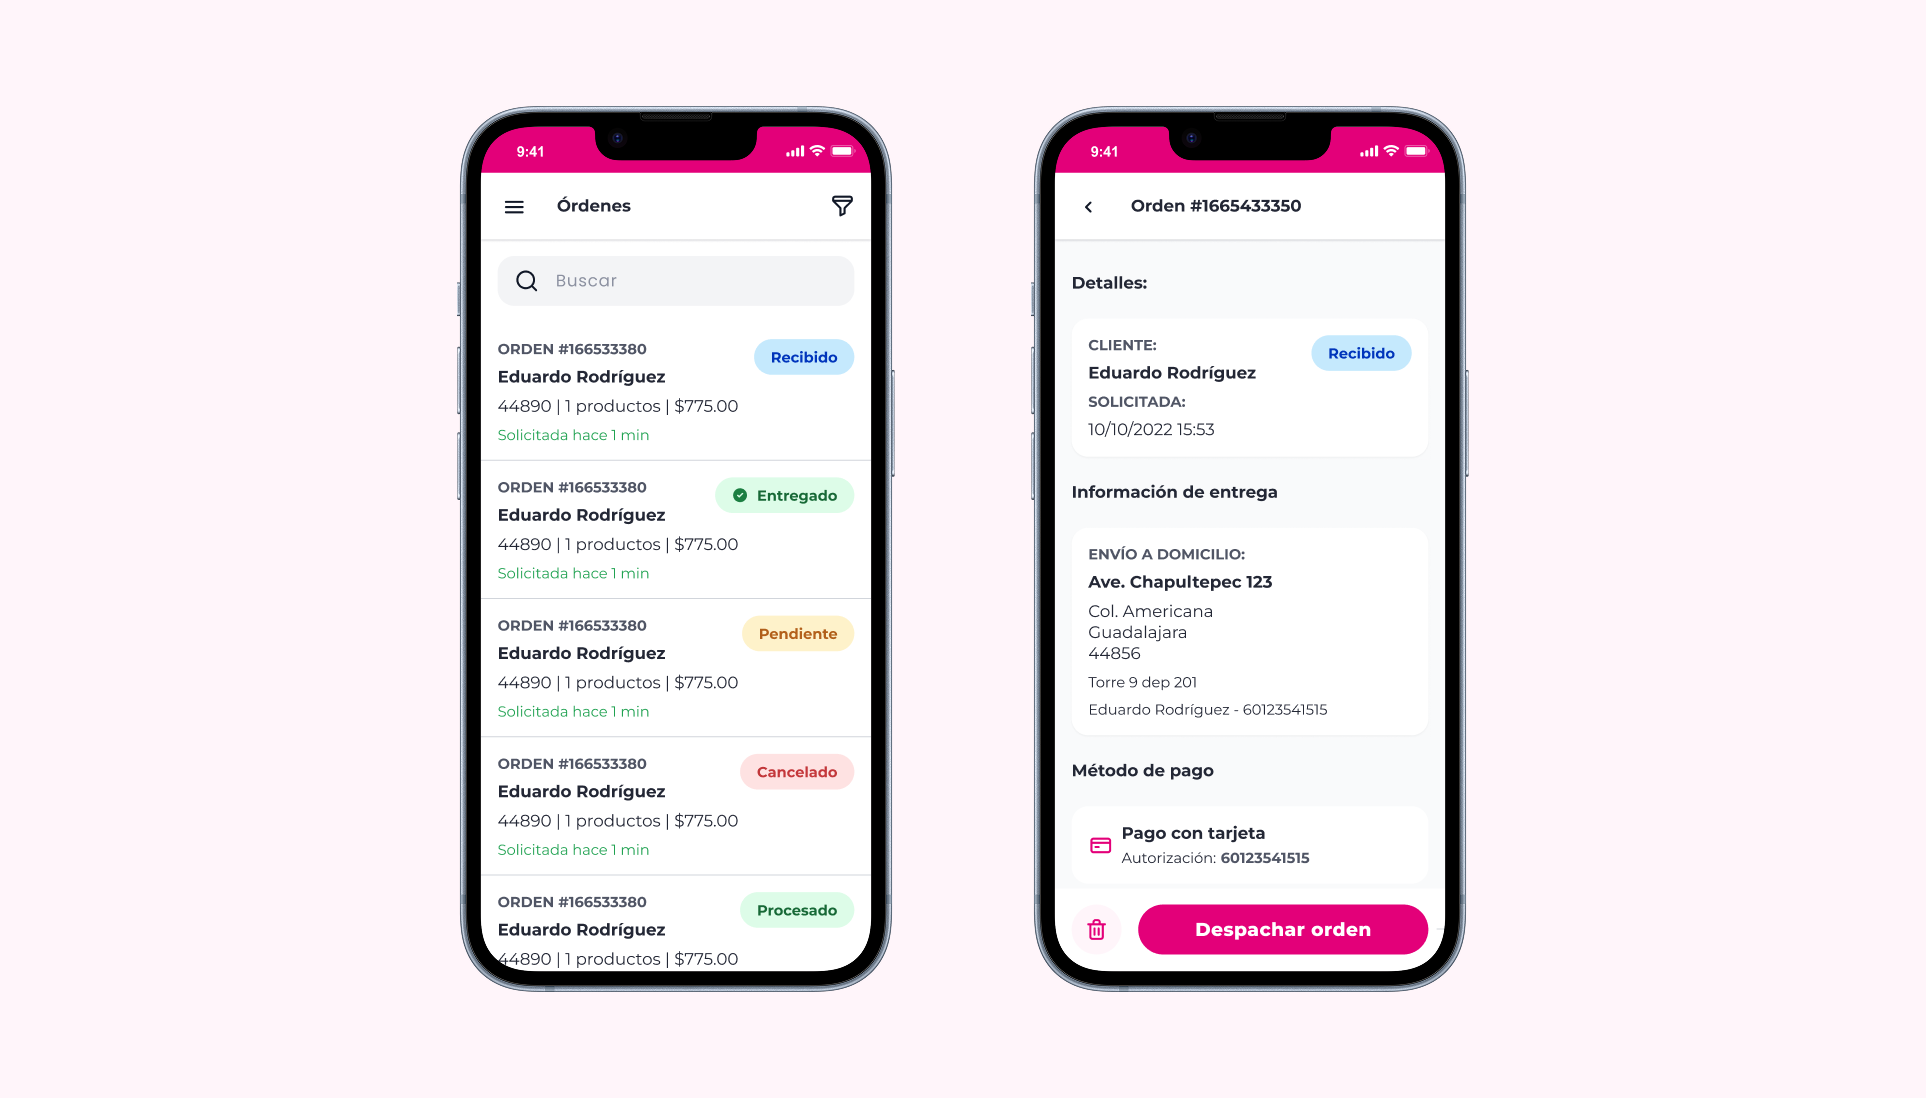 9:41
Órdenes
Buscar
ORDEN #166533380
Recibido
Eduardo Rodríguez
44890 | 1 productos | $775.00
Solicitada hace 1 min
ORDEN #166533380
Entregado
Eduardo Rodríguez
44890 | 1 productos | $775.00
Solicitada hace 1 min
ORDEN #166533380
Pendiente
Eduardo Rodríguez
44890 | 1 productos | $775.00
Solicitada hace 1 min
ORDEN #166533380
Cancelado
Eduardo Rodríguez
44890 | 1 productos | $775.00
Solicitada hace 1 min
ORDEN #166533380
Procesado
Eduardo Rodríguez
44890 | 1 productos | $775.00
9:41
Orden #1665433350
Detalles:
CLIENTE:
Recibido
Eduardo Rodríguez
SOLICITADA:
10/10/2022 15:53
Información de entrega
ENVÍO A DOMICILIO:
Ave. Chapultepec 123
Col. Americana
Guadalajara
44856
Torre 9 dep 201
Eduardo Rodríguez - 60123541515
Método de pago
Pago con tarjeta
Autorización: 60123541515
Despachar orden